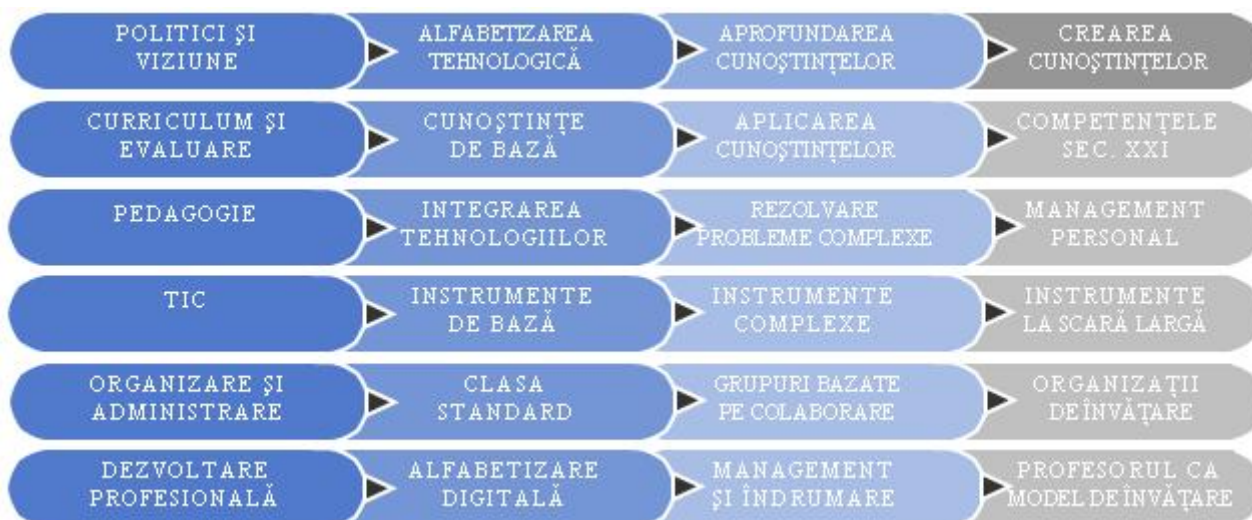 POLITICI ŞI
VIZIUNE
ALFABETIZAREA
TEHNOLOGICĂ
APROFUNDAREA
CUNOŞTINŢELOR
CREAREA
CUNOŞTINŢELOR
CURRICULUM ŞI
EVALUARE
CUNOŞTINŢE
DE BAZĂ
APLICAREA
CUNOŞTINŢELOR
COMPETENŢELE
SEC. XXI
PEDAGOGIE
INTEGRAREA
TEHNOLOGIILOR
REZOLVARE
PROBLEME COMPLEXE
MANAGEMENT
PERSONAL
TIC
INSTRUMENTE
DE BAZĂ
INSTRUMENTE
COMPLEXE
INSTRUMENTE
LA SCARĂ LARGĂ
ORGANIZARE ŞI
ADMINISTRARE
CLASA
STANDARD
GRUPURI BAZATE
PE COLABORARE
ORGANIZAŢII
DE ÎNVĂŢARE
DEZVOLTARE
PROFESIONALĂ
ALFABETIZARE
DIGITALĂ
MANAGEMENT
ŞI ÎNDRUMARE
PROFESORUL CA
MODEL DE ÎNVĂŢARE